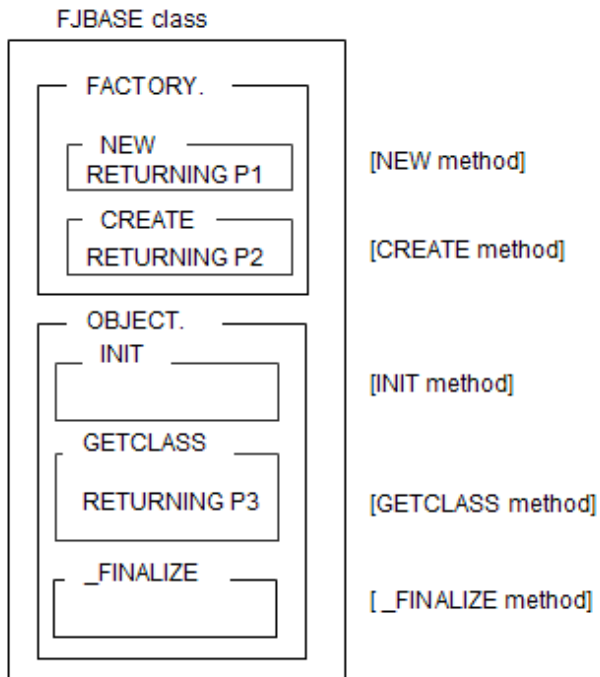 FJBASE class
FACTORY.
NEW
RETURNING P1
[NEW method]
CREATE
RETURNING P2
[CREATE method]
OBJECT.
INIT
[INIT method]
GETCLASS
RETURNING P3
[GETCLASS method]
_FINALIZE
[ _FINALIZE method]